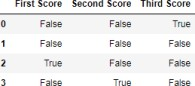 First Score Second Score Third Score
0 False False True
1 False False False
2 True False False
3 False True False